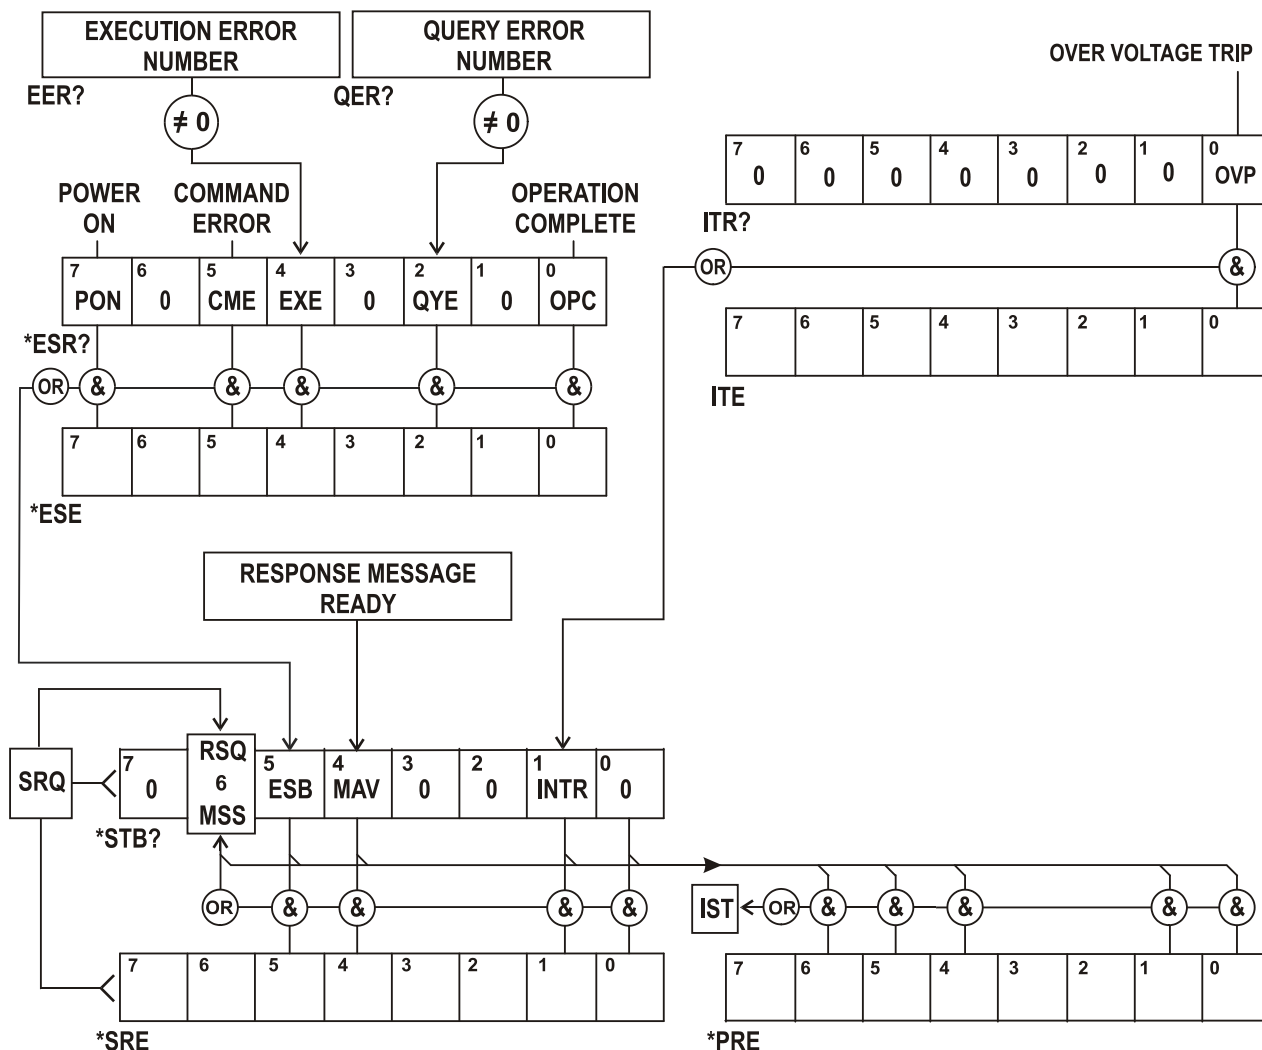 EXECUTION ERROR
NUMBER
QUERY ERROR
NUMBER
OVER VOLTAGE TRIP
EER?
QER?
≠ 0
≠ 0
7 6 5 4 3 2 1 0
0 0 0 0 0 0 0 OVP
ITR?
POWER
ON
COMMAND
ERROR
OPERATION
COMPLETE
7 6 5 4 3 2 1 0
PON 0 CME EXE 0 QYE 0 OPC
*ESR?
OR &
7 6 5 4 3 2 1 0
ITE
OR & & & & &
7 6 5 4 3 2 1 0
*ESE
RESPONSE MESSAGE
READY
SRQ
RSQ
7 6 5 4 3 2 1 0
0 MSS ESB MAV 0 0 INTR 0
*STB?
OR & & & &
IST OR & & & & &
7 6 5 4 3 2 1 0
*SRE
7 6 5 4 3 2 1 0
*PRE